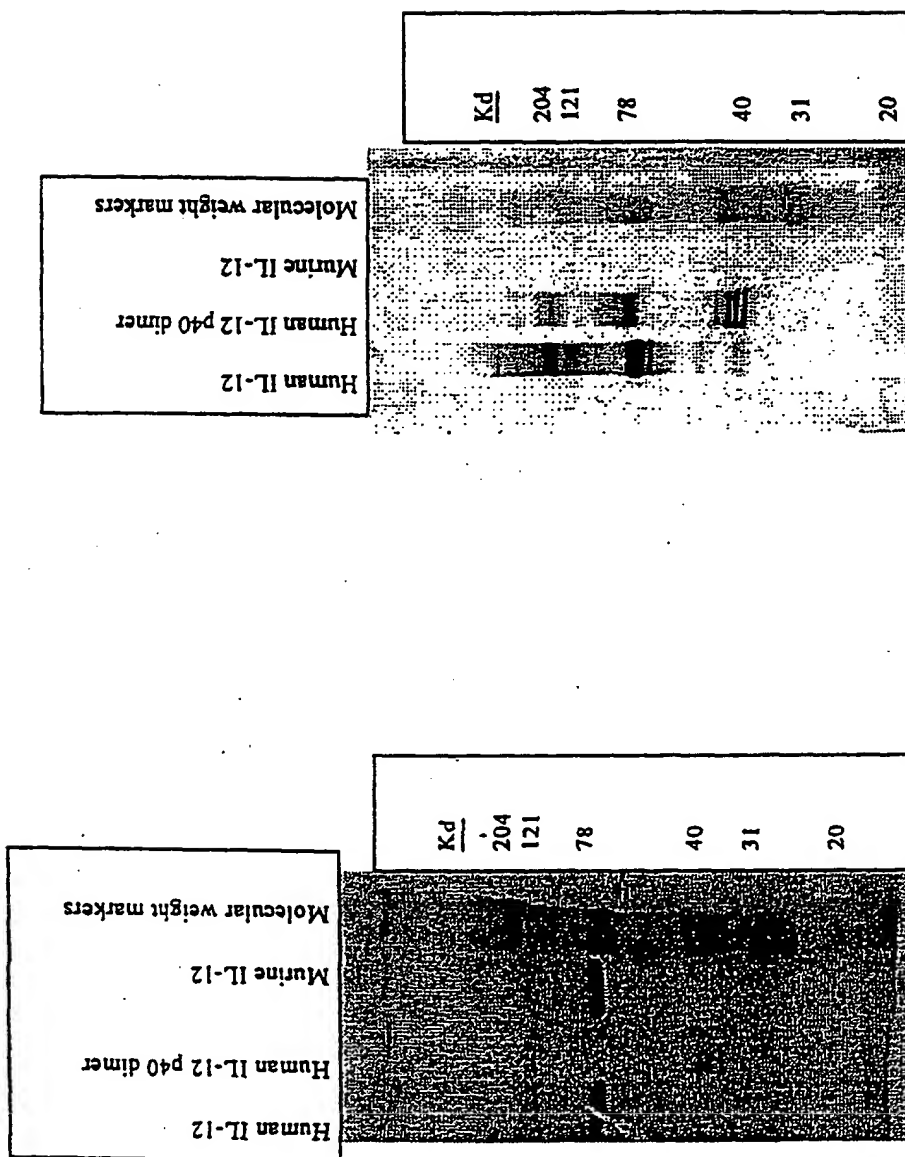 Molecular weight markers
Murine IL-12
Human IL-12 p40 dimer
Human IL-12
Kd
204
121
78
40
31
20
Molecular weight markers
Murine IL-12
Human IL-12 p40 dimer
Human IL-12
Kd
204
121
78
40
31
20